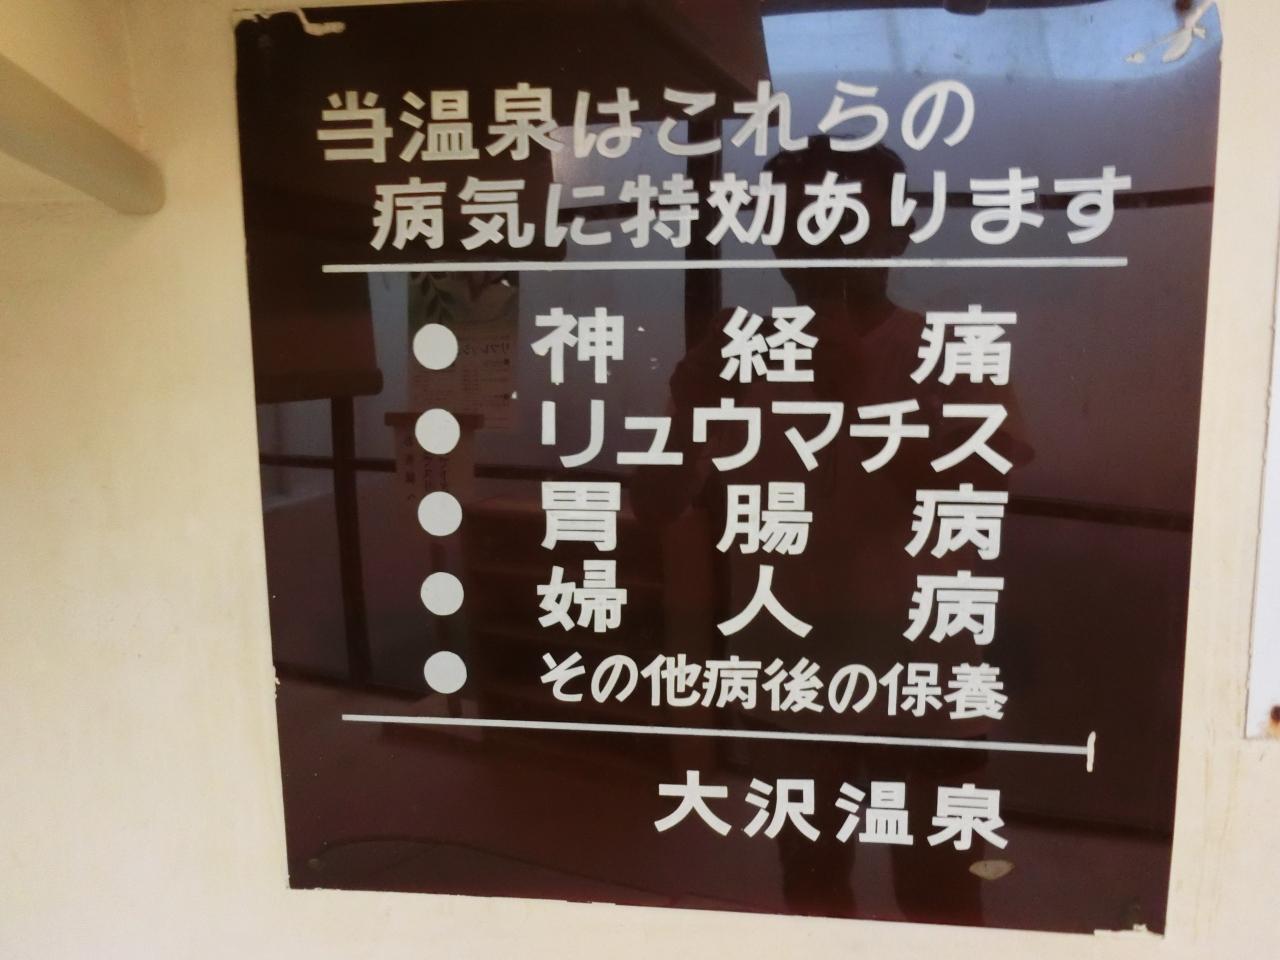 当温泉はこれらの
病気に特効あります
● 神経痛
● リュウマチス
● 胃腸病
● 婦人病
● その他病後の保養
大沢温泉